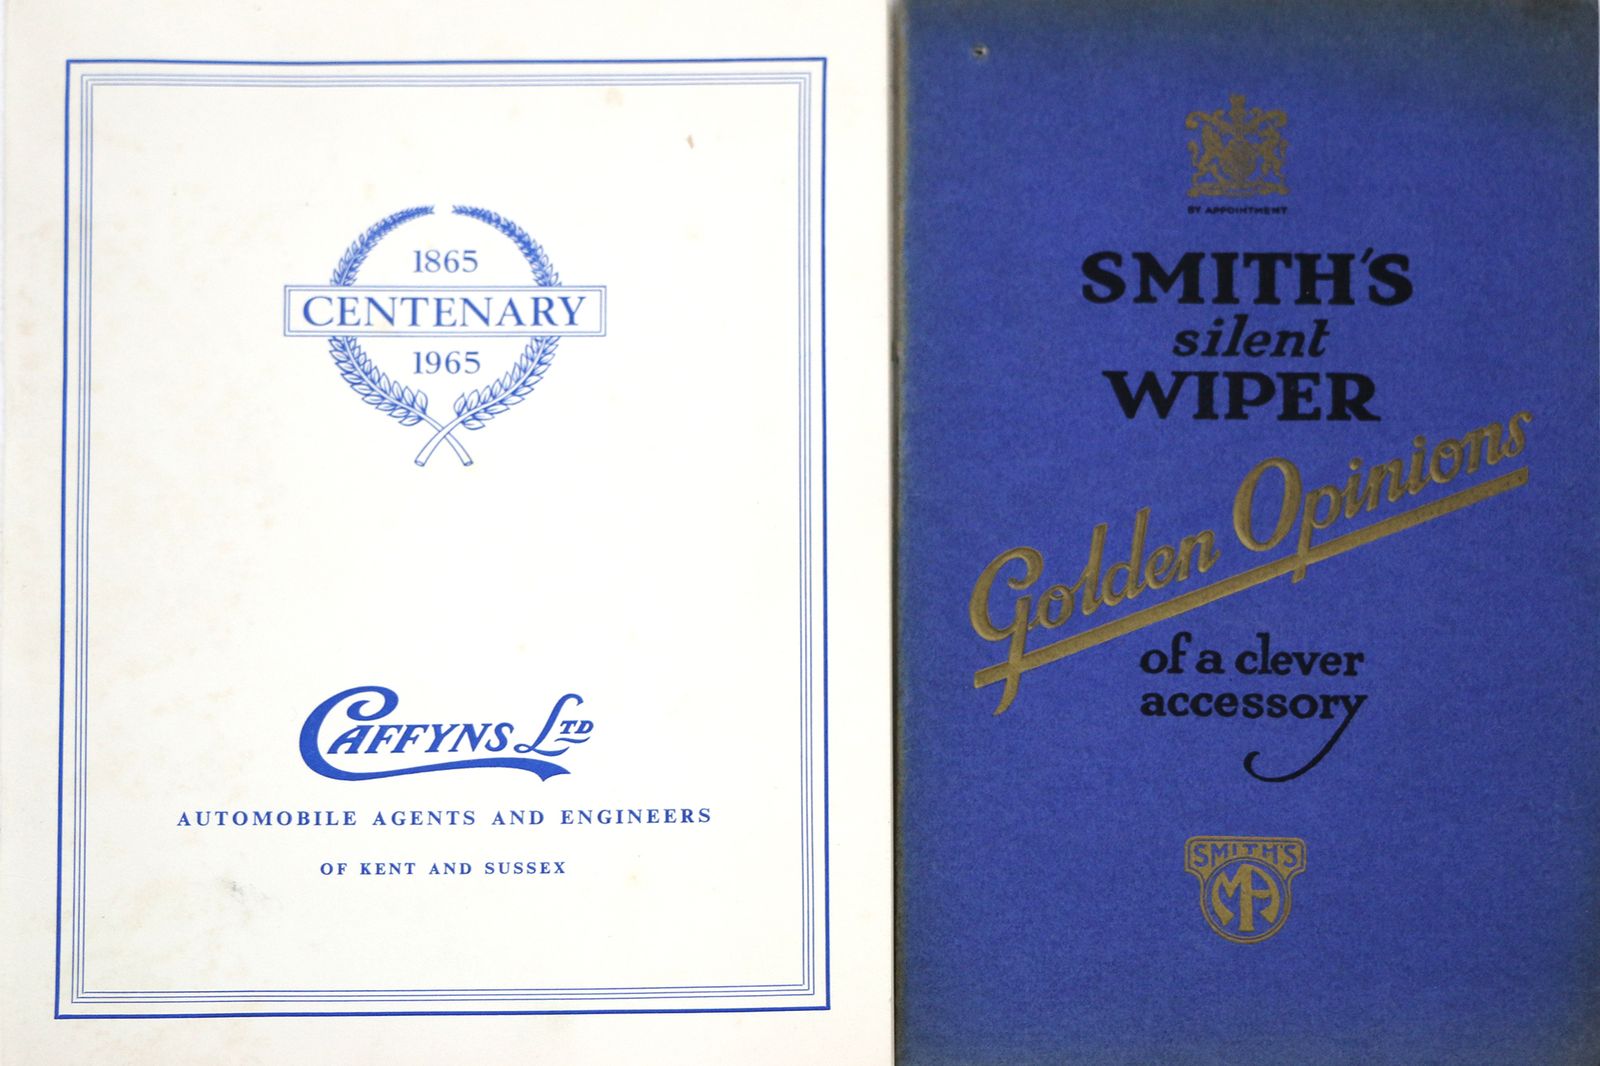 1865
CENTENARY
1965
CAFFYNS LTD
AUTOMOBILE AGENTS AND ENGINEERS
OF KENT AND SUSSEX
BY APPOINTMENT
SMITH'S
silent
WIPER
Golden Opinions
of a clever
accessory
SMITH'S
MA